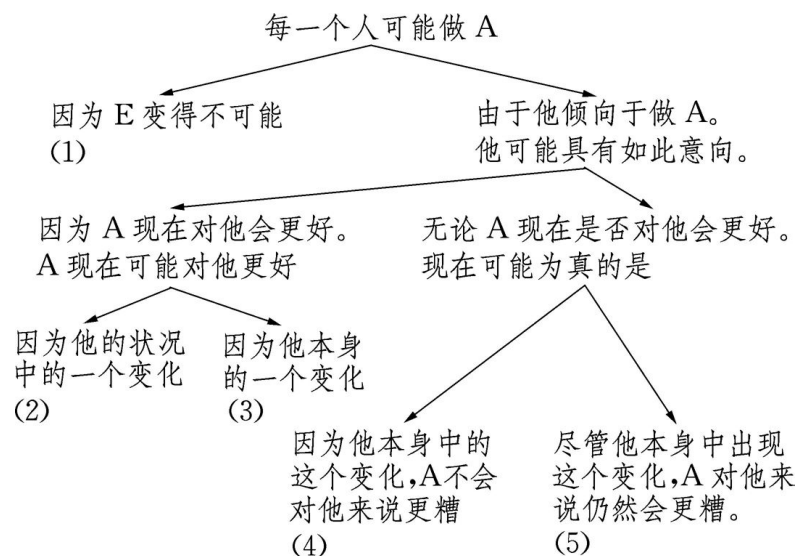 每一个人可能做 A
因为 E 变得不可能
(1)
由于他倾向于做 A。
他可能具有如此意向。
因为 A 现在对他会更好。
A 现在可能对他更好
无论 A 现在是否对他会更好。
现在可能为真的是
因为他的状况
中的一个变化
(2)
因为他本身
的一个变化
(3)
因为他本身中的
这个变化,A不会
对他来说更糟
(4)
尽管他本身中出现
这个变化,A 对他来
说仍然会更糟。
(5)